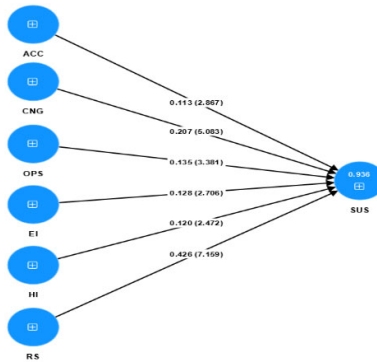 ACC
0.113 (2.867)
CNG
0.207 (5.083)
OPS
0.135 (3.381)
0.936
SUS
0.128 (2.706)
EI
0.120 (2.472)
HI
0.426 (7.159)
RS